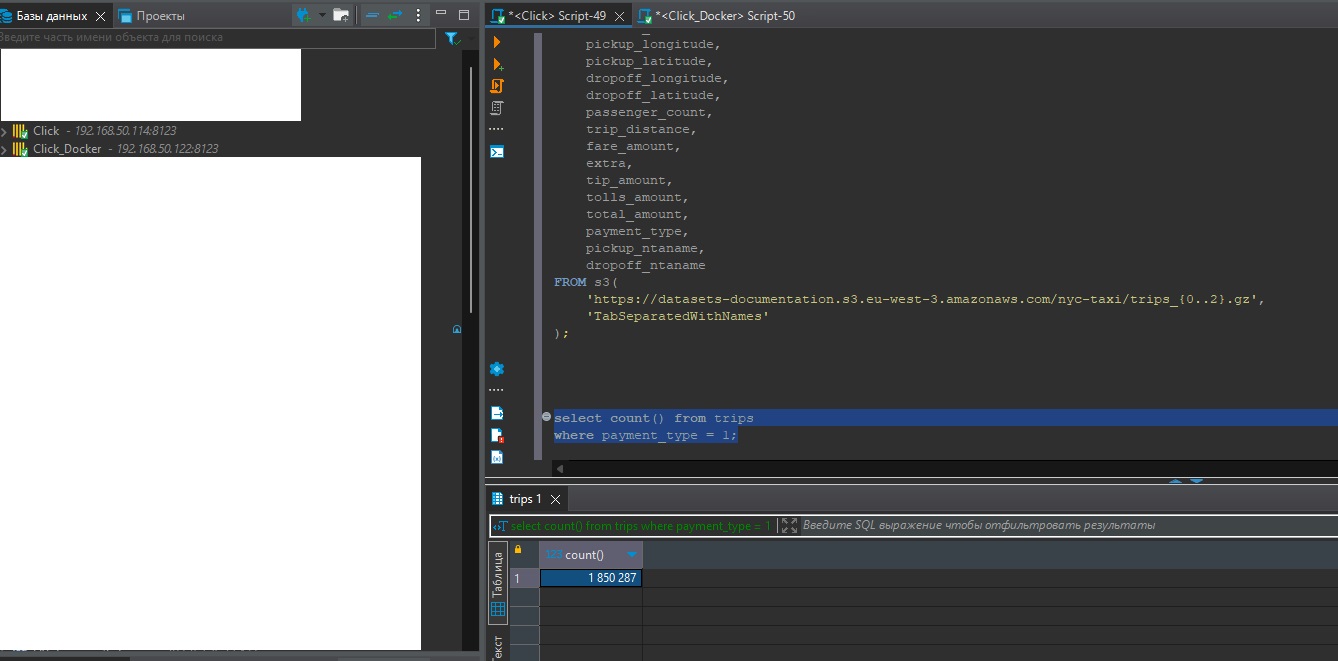 Базы данных
Проекты
Введите часть имени объекта для поиска
Click - 192.168.50.114:8123
Click_Docker - 192.168.50.122:8123
*<Click> Script-49
*<Click_Docker> Script-50
pickup_longitude,
pickup_latitude,
dropoff_longitude,
dropoff_latitude,
passenger_count,
trip_distance,
fare_amount,
extra,
tip_amount,
tolls_amount,
total_amount,
payment_type,
pickup_ntaname,
dropoff_ntaname
FROM s3(
'https://datasets-documentation.s3.eu-west-3.amazonaws.com/nyc-taxi/trips_{0..2}.gz',
'TabSeparatedWithNames'
);
select count() from trips
where payment_type = 1;
trips 1
select count() from trips where payment_type = 1
Введите SQL выражение чтобы отфильтровать результаты
Таблица
123 count()
1
1 850 287